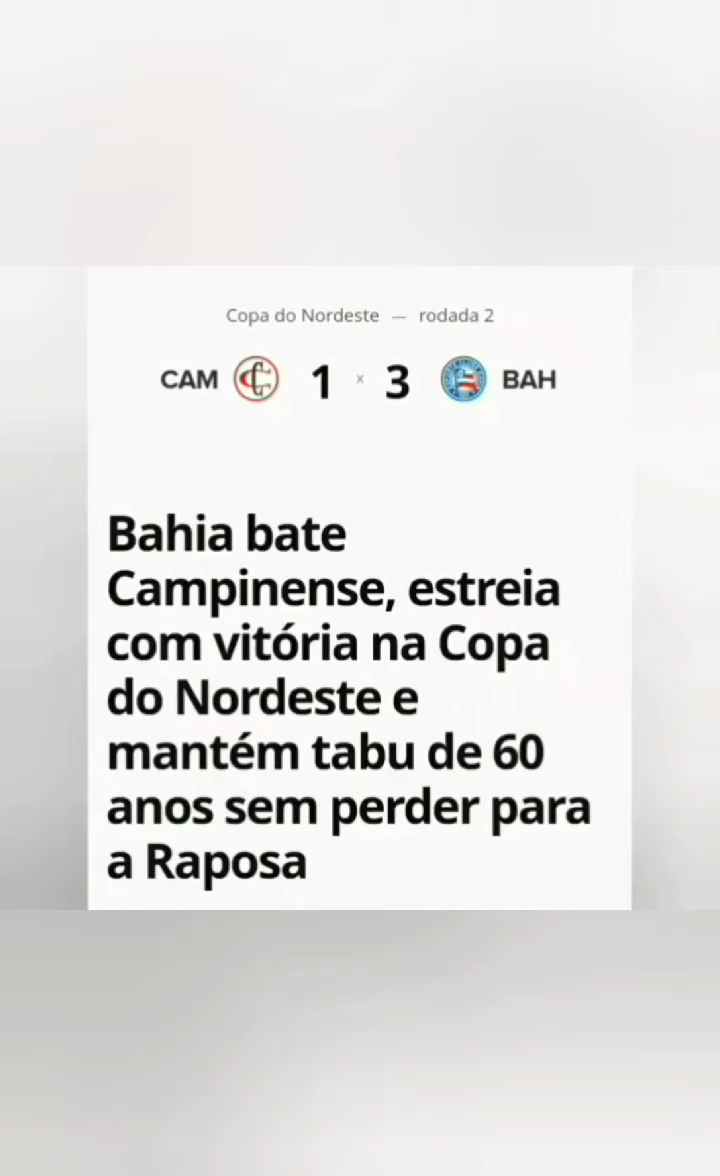 Copa do Nordeste — rodada 2
CAM 1 x 3 BAH
Bahia bate
Campinense, estreia
com vitória na Copa
do Nordeste e
mantém tabu de 60
anos sem perder para
a Raposa